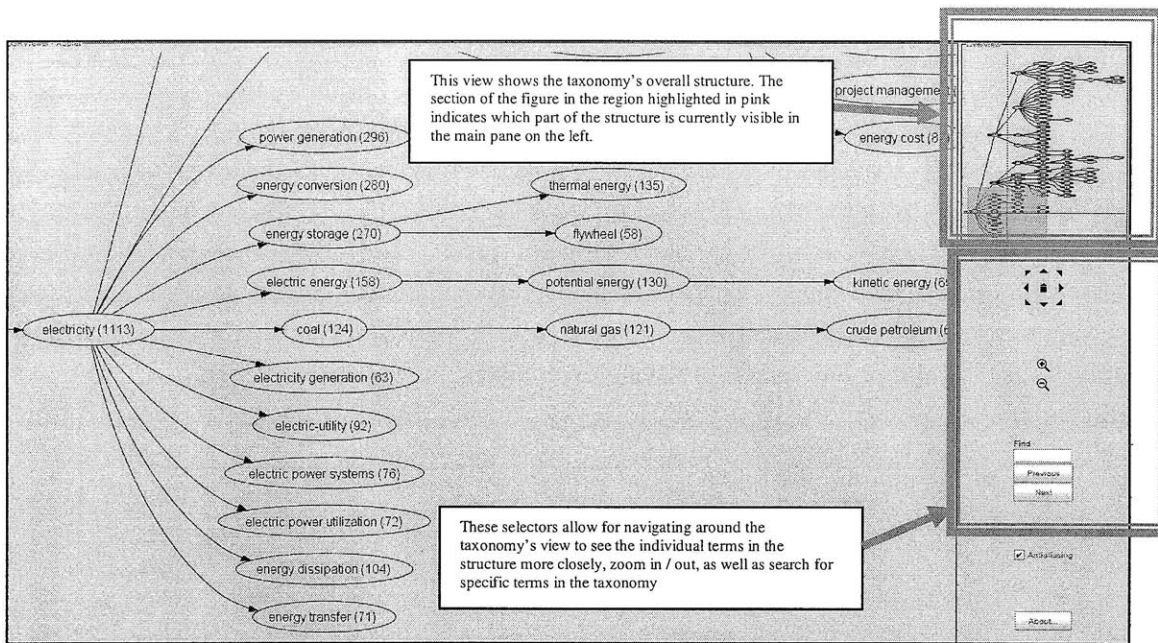 This view shows the taxonomy's overall structure. The
section of the figure in the region highlighted in pink
indicates which part of the structure is currently visible in
the main pane on the left.
project management
power generation (296)
energy cost (8
energy conversion (280)
thermal energy (135)
energy storage (270)
flywheel (58)
electric energy (158)
potential energy (130)
kinetic energy (69
electricity (1113)
coal (124)
natural gas (121)
crude petroleum (6
electricity generation (63)
electric-utility (92)
electric power systems (76)
electric power utilization (72)
energy dissipation (104)
energy transfer (71)
Find
Previous
Next
These selectors allow for navigating around the
taxonomy's view to see the individual terms in the
structure more closely, zoom in / out, as well as search for
specific terms in the taxonomy
Antialiasing
About...